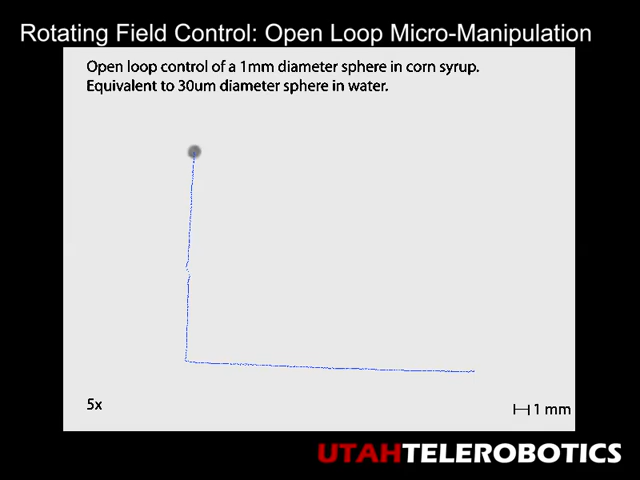 Rotating Field Control: Open Loop Micro-Manipulation
Open loop control of a 1mm diameter sphere in corn syrup.
Equivalent to 30um diameter sphere in water.
5x
1 mm
UTAHTELEROBOTICS